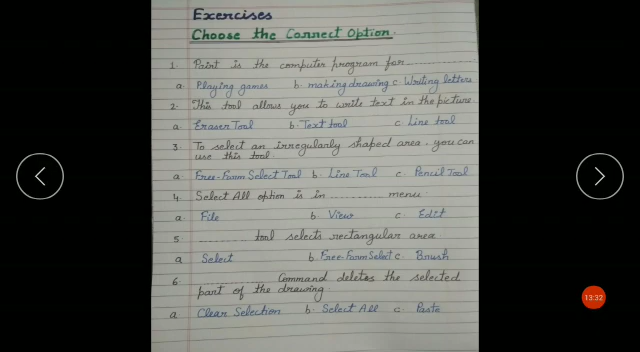 Exercises
Choose the Correct Option.
1. Paint is the computer program for ............
a. Playing games b. making drawing c. Writing letters
2. This tool allows you to write text in the picture
a. Eraser Tool b. Text tool c. Line tool
3. To select an irregularly shaped area, you can
use this tool.
a. Free-Form Select Tool b. Line Tool c. Pencil Tool
4. Select All option is in ............ menu.
a. File b. View c. Edit
5. ............ tool selects rectangular area.
a Select b Free-Form Select c. Brush
6. ............ Command deletes the selected
part of the drawing.
a Clear Selection b. Select All c. Paste
13:32